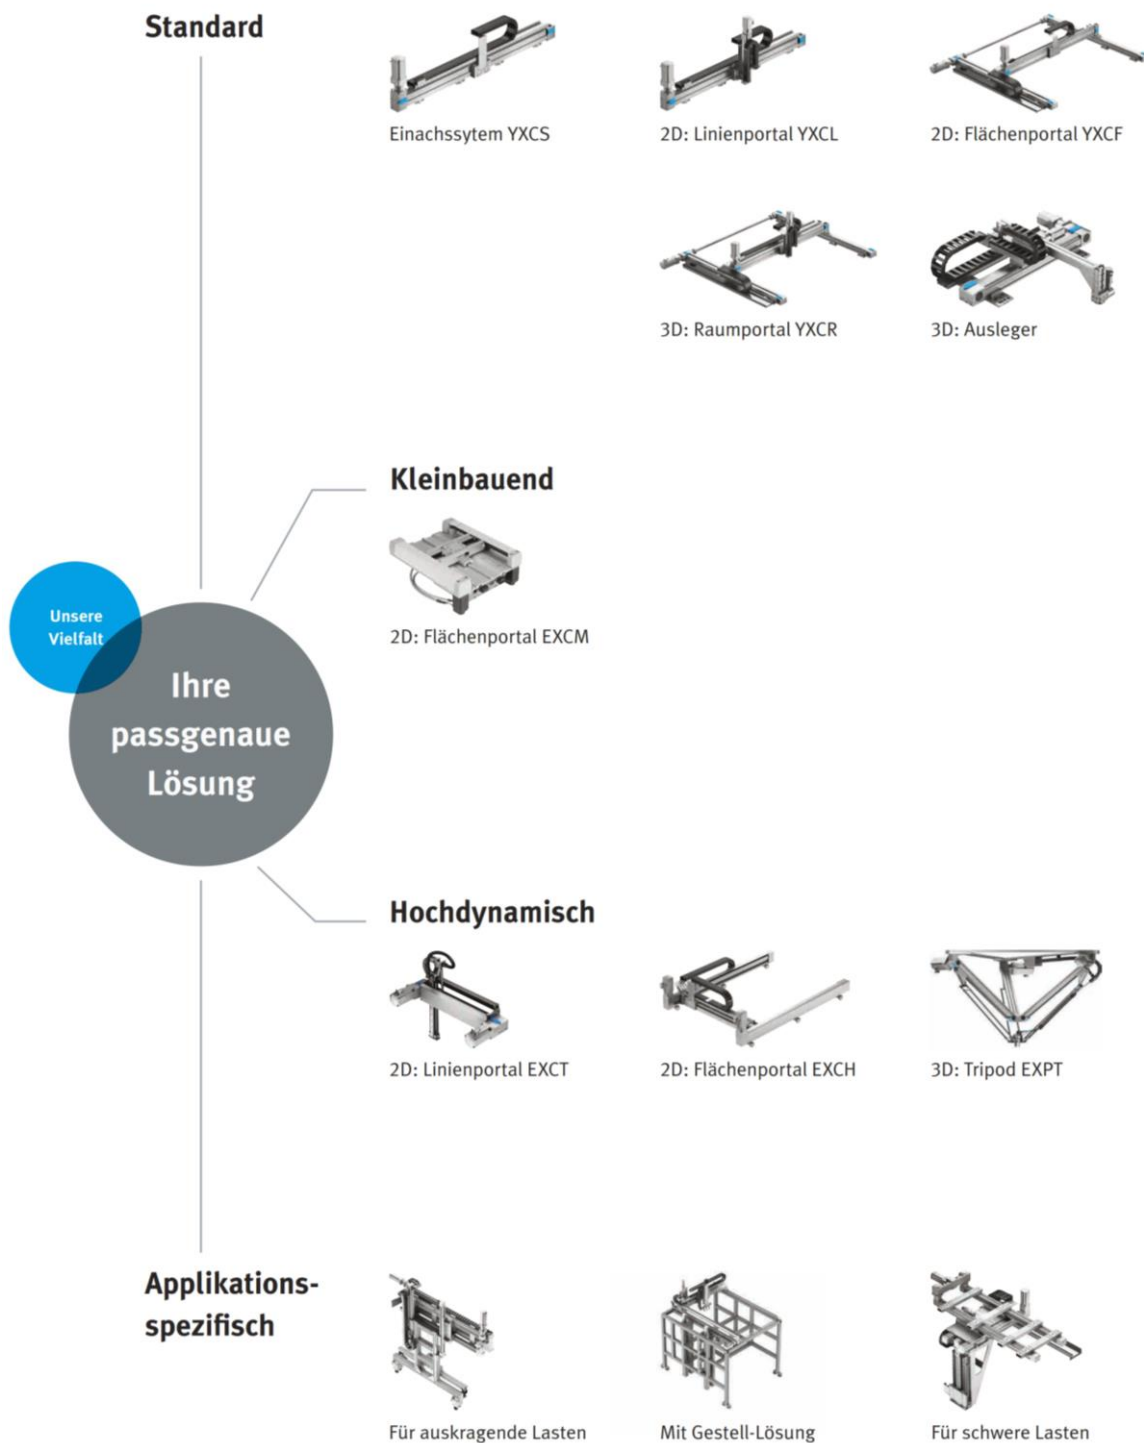 Standard
Einachssytem YXCS
2D: Linienportal YXCL
2D: Flächenportal YXCF
3D: Raumportal YXCR
3D: Ausleger
Kleinbauend
2D: Flächenportal EXCM
Unsere
Vielfalt
Ihre
passgenaue
Lösung
Hochdynamisch
2D: Linienportal EXCT
2D: Flächenportal EXCH
3D: Tripod EXPT
Applikations-
spezifisch
Für auskragende Lasten
Mit Gestell-Lösung
Für schwere Lasten